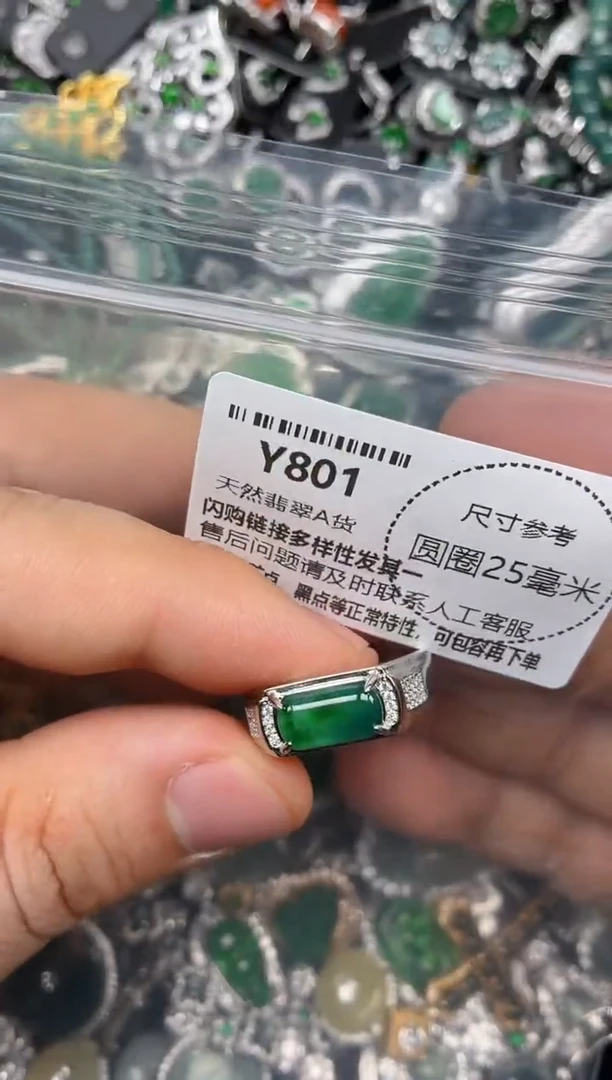 Y801
天然翡翠A货
闪购链接多样性发其一
售后问题请及时联系人工客服
点、黑点等正常特性，可包容再下单
尺寸参考
圆圈25毫米